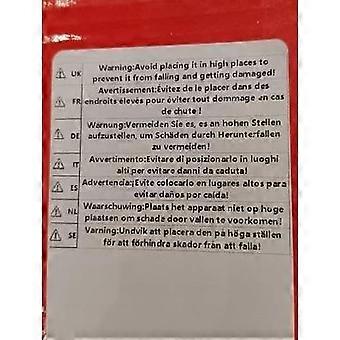 UK Warning:Avoid placing it in high places to
prevent it from falling and getting damaged!
FR Avertissement:Évitez de le placer dans des
endroits élevés pour éviter tout dommage en cas
de chute !
DE Warnung:Vermeiden Sie es, es an hohen Stellen
aufzustellen, um Schäden durch Herunterfallen
zu vermeiden!
IT Avvertimento:Evitare di posizionarlo in luoghi
alti per evitare danni da caduta!
ES Advertencia:¡Evite colocarlo en lugares altos para
evitar daños por caída!
NL Waarschuwing:Plaats het apparaat niet op hoge
plaatsen om schade door vallen te voorkomen!
SE Varning:Undvik att placera den på höga ställen
för att förhindra skador från att falla!